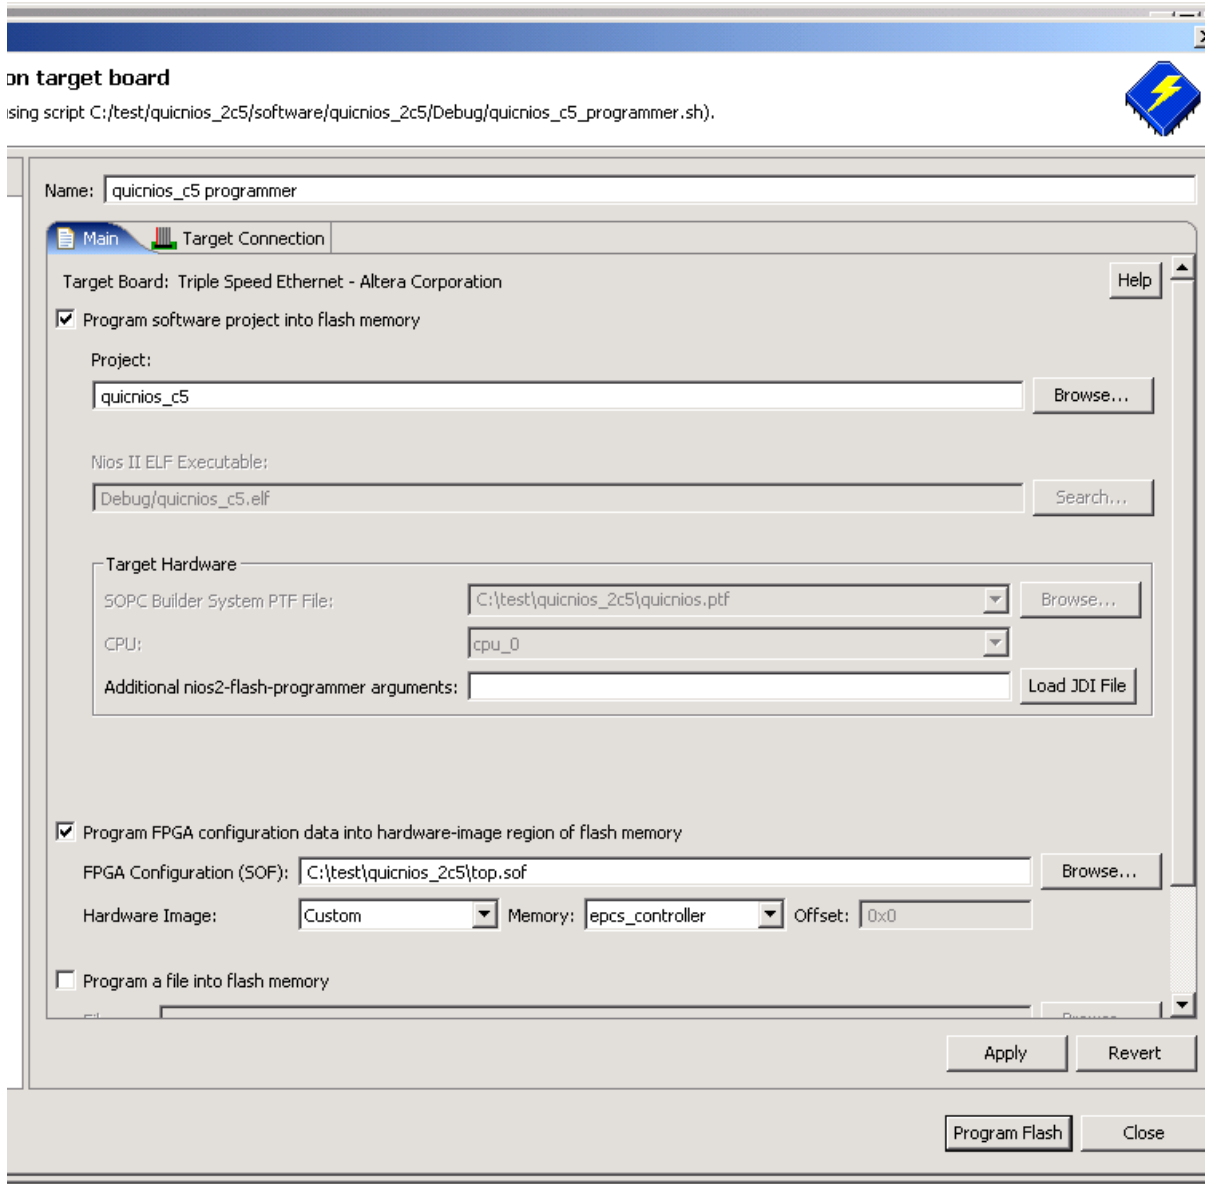 on target board
using script C:/test/quicnios_2c5/software/quicnios_2c5/Debug/quicnios_c5_programmer.sh).
Name: quicnios_c5 programmer
Main Target Connection
Target Board: Triple Speed Ethernet - Altera Corporation Help
Program software project into flash memory
Project:
quicnios_c5 Browse...
Nios II ELF Executable:
Debug/quicnios_c5.elf Search...
Target Hardware
SOPC Builder System PTF File: C:\test\quicnios_2c5\quicnios.ptf Browse...
CPU: cpu_0
Additional nios2-flash-programmer arguments: Load JDI File
Program FPGA configuration data into hardware-image region of flash memory
FPGA Configuration (SOF): C:\test\quicnios_2c5\top.sof Browse...
Hardware Image: Custom Memory: epcs_controller Offset: 0x0
Program a file into flash memory
Apply Revert
Program Flash Close